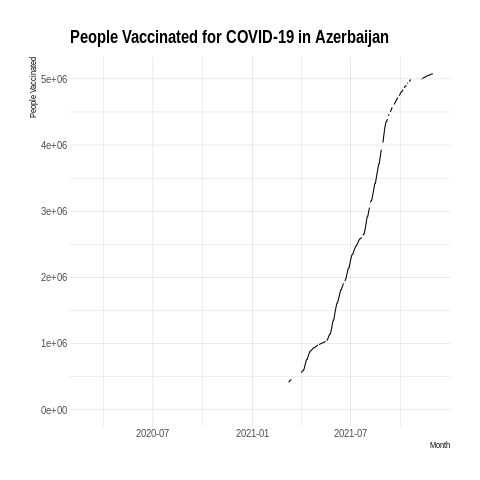 People Vaccinated for COVID-19 in Azerbaijan
People Vaccinated
5e+06
4e+06
3e+06
2e+06
1e+06
0e+00
2020-07
2021-01
2021-07
Month